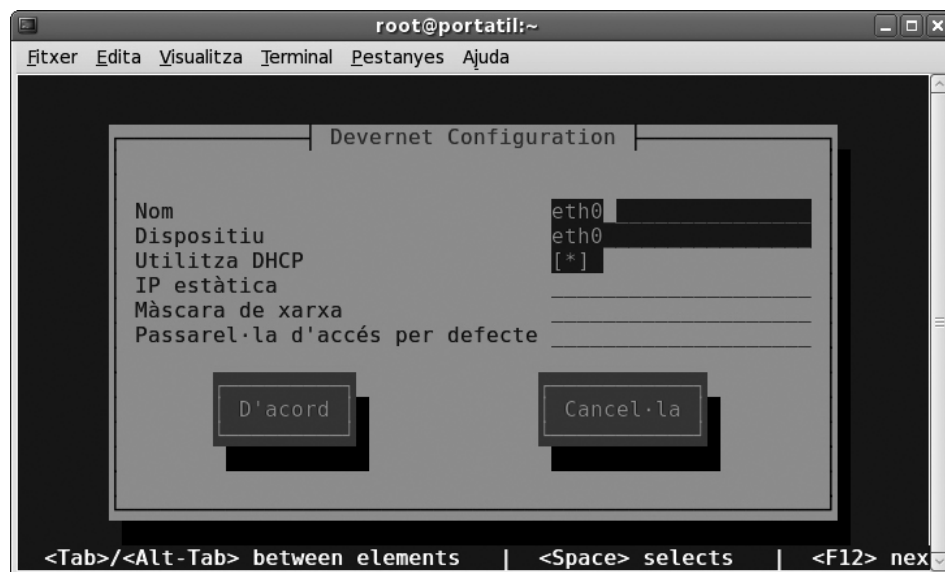 root@portatil:~
Fitxer Edita Visualitza Terminal Pestanyes Ajuda
Devernet Configuration
Nom eth0
Dispositiu eth0
Utilitza DHCP [*]
IP estàtica
Màscara de xarxa
Passarel·la d'accés per defecte
D'acord Cancel·la
<Tab>/<Alt-Tab> between elements | <Space> selects | <F12> nex